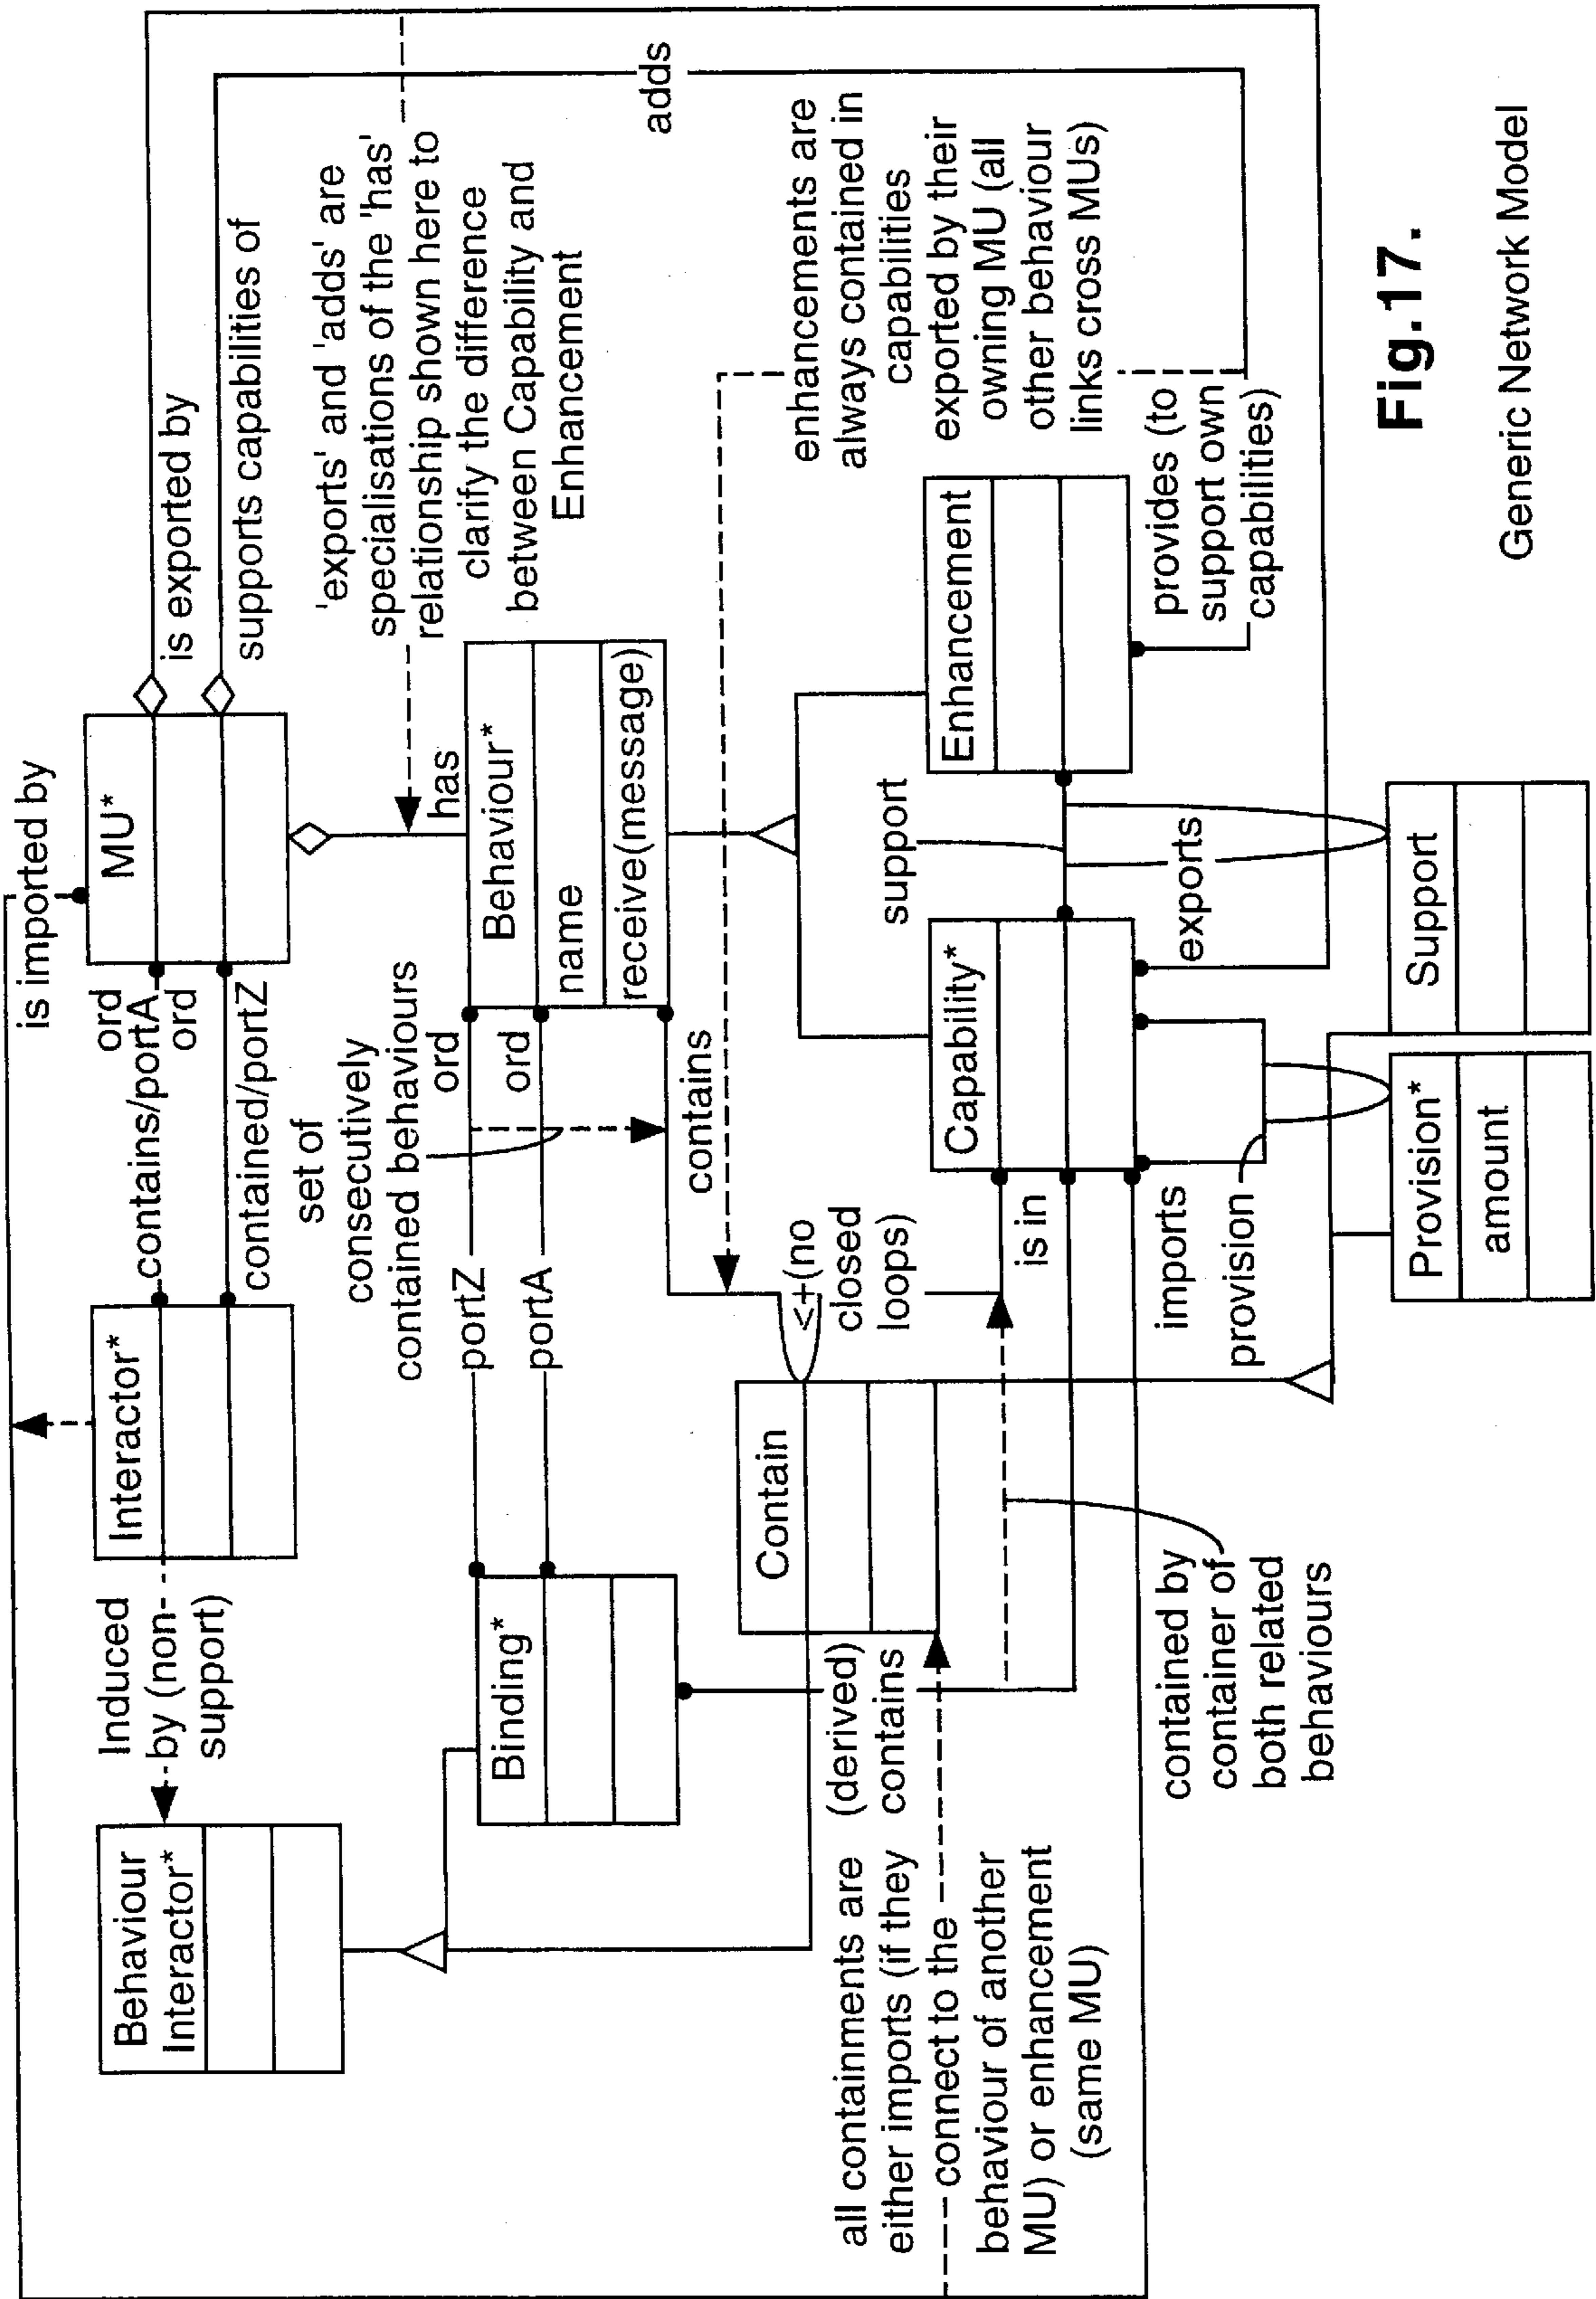 is imported by
MU*
ord
contains/portA
ord
contained/portZ
is exported by
supports capabilities of
Interactor*
Induced
by (non-
support)
Behaviour
Interactor*
'exports' and 'adds' are
specialisations of the 'has'
relationship shown here to
clarify the difference
between Capability and
Enhancement
adds
has
Behaviour*
name
receive(message)
set of
consecutively
contained behaviours
ord
ord
portZ
portA
Binding*
contains
enhancements are
always contained in
capabilities
exported by their
owning MU (all
other behaviour
links cross MUs)
Contain
<+(no
closed
loops)
(derived)
contains
all containments are
either imports (if they
connect to the
behaviour of another
MU) or enhancement
(same MU)
support
Capability*
Enhancement
is in
imports
provision
exports
provides (to
support own
capabilities)
contained by
container of
both related
behaviours
Provision*
amount
Support
Fig.17.
Generic Network Model